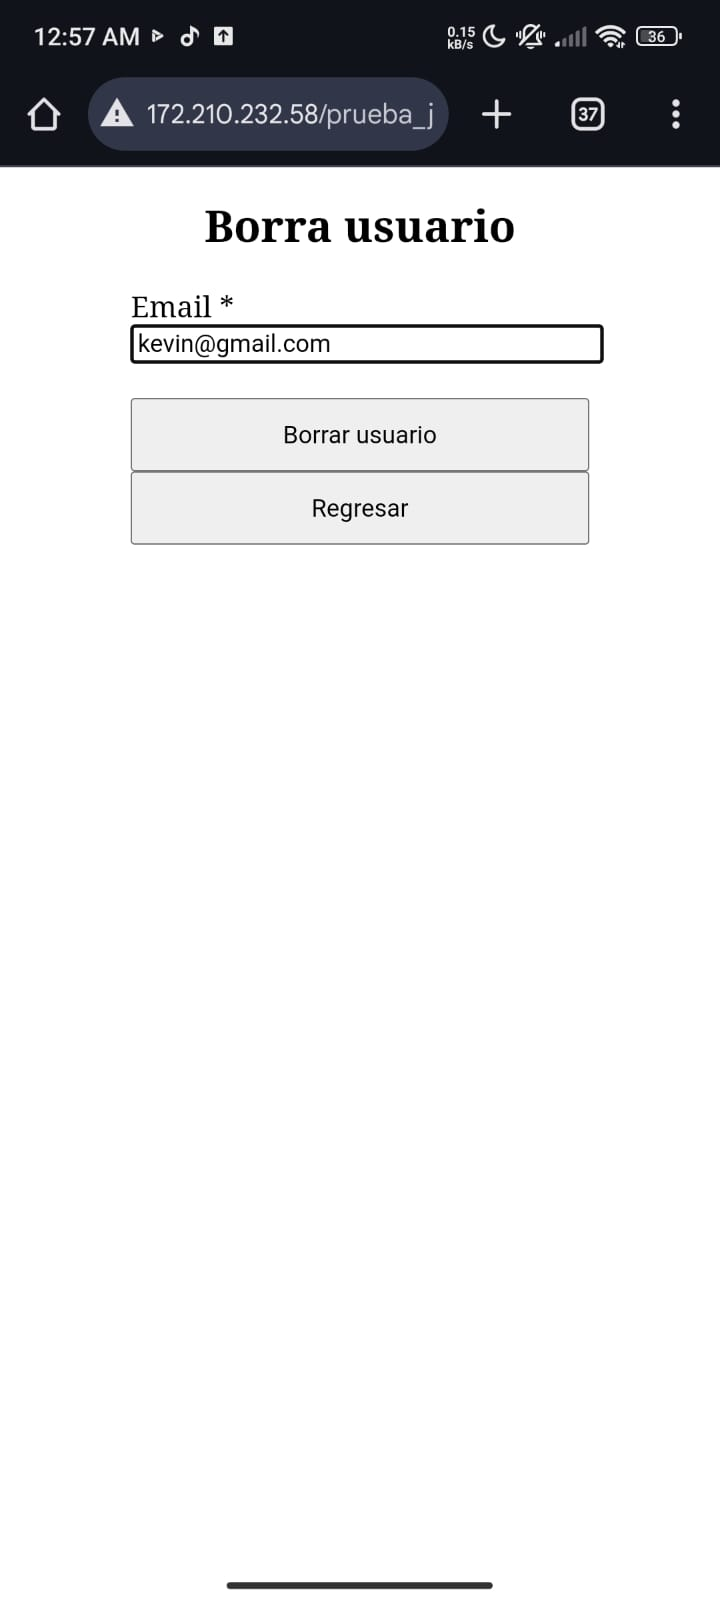 12:57 AM 0.15 kB/s 36
172.210.232.58/prueba_j 37
Borra usuario
Email *
kevin@gmail.com
Borrar usuario
Regresar